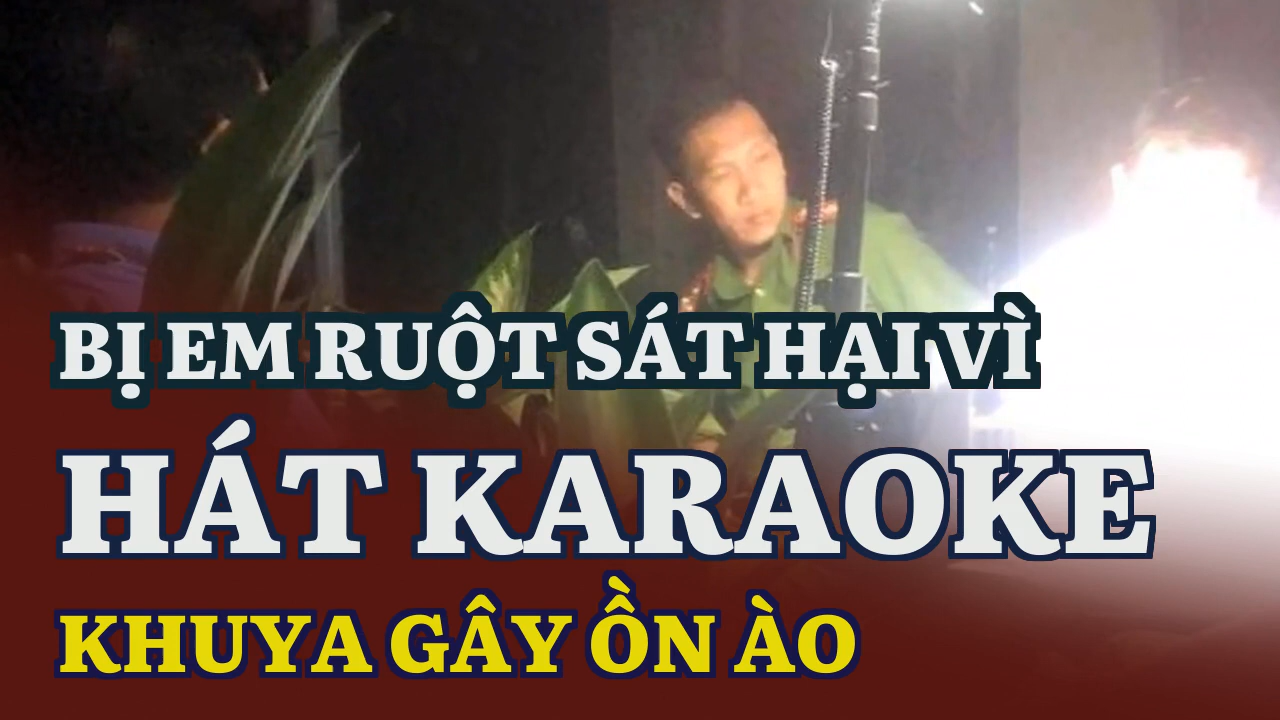 BỊ EM RUỘT SÁT HẠI VÌ
HÁT KARAOKE
KHUYA GÂY ỒN ÀO